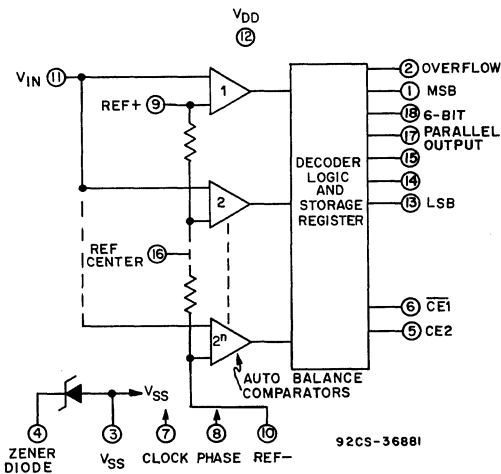 VDD
12
VIN 11
REF+ 9
1
2 OVERFLOW
1 MSB
18 6-BIT
17 PARALLEL
OUTPUT
15
14
13 LSB
DECODER
LOGIC
AND
STORAGE
REGISTER
2
REF
CENTER 16
2n
6 CE1
5 CE2
AUTO BALANCE
COMPARATORS
VSS
4 3 7 8 10
ZENER
DIODE
VSS CLOCK PHASE REF-
92CS-36881